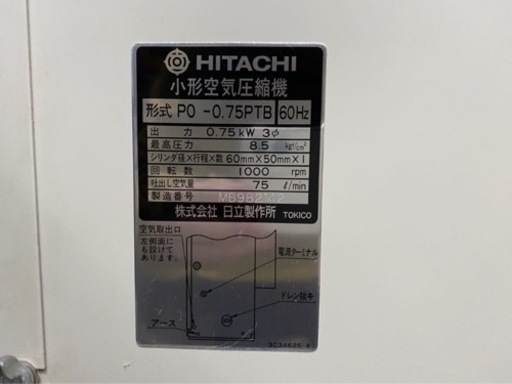 HITACHI
小形空気圧縮機
形式 PO-0.75PTB 60Hz
出力 0.75kW 3φ
最高圧力 8.5 kgf/cm²
シリンダ径×行程×数 60mm×50mm×1
回転数 1000 rpm
吐出し空気量 75 ℓ/min
製造番号
株式会社 日立製作所 TOKICO
空気取出口
左側面に
も設けて
あります。
電源ターミナル
ドレン抜キ
アース